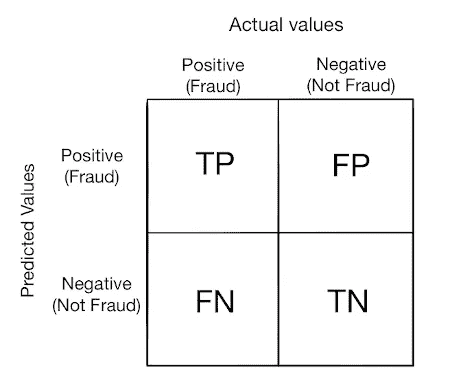 Actual values
Positive
(Fraud)
Negative
(Not Fraud)
Predicted Values
Positive
(Fraud)
TP
FP
Negative
(Not Fraud)
FN
TN